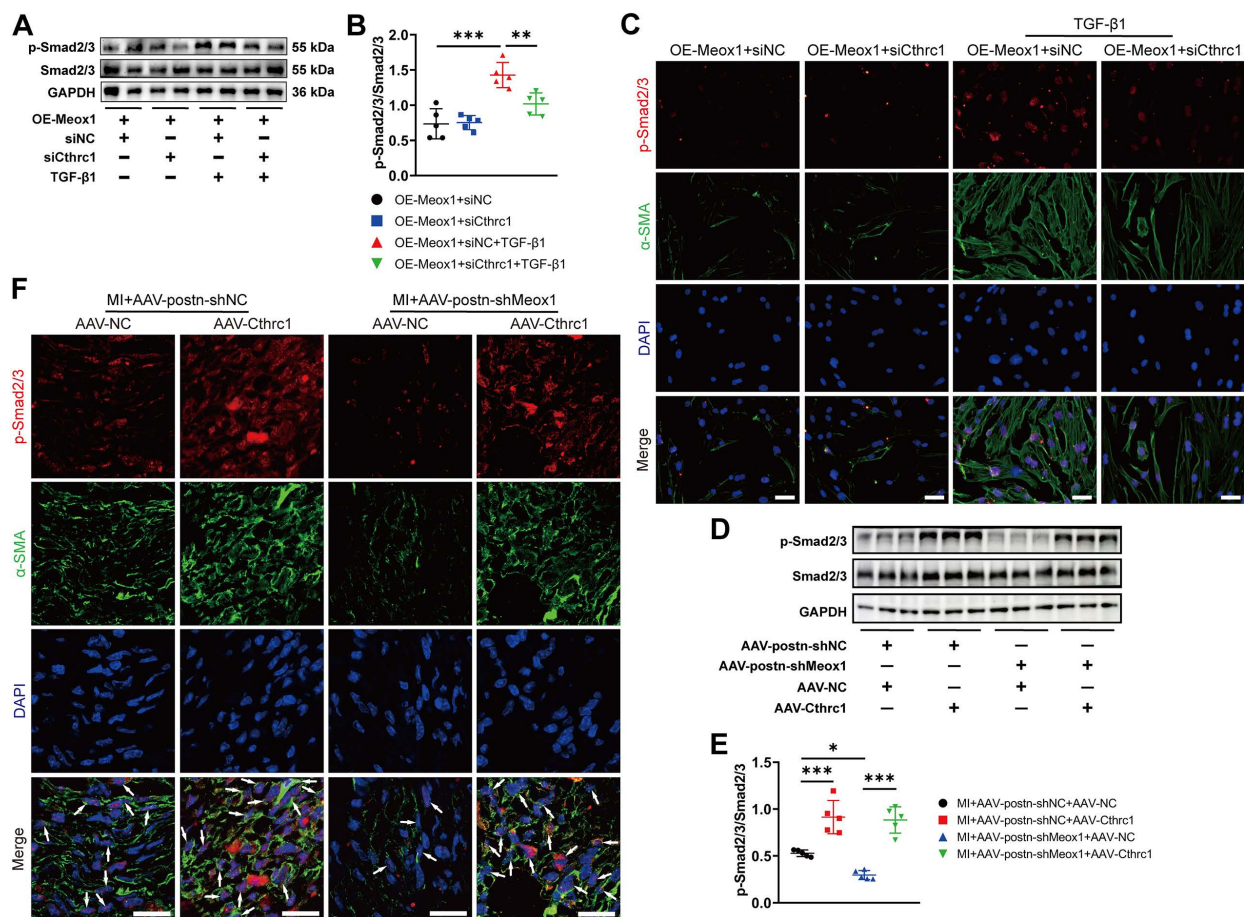 A
p-Smad2/3 55 kDa
Smad2/3 55 kDa
GAPDH 36 kDa
OE-Meox1 + + + +
siNC + − + −
siCthrc1 − + − +
TGF-β1 − − + +
B
*** **
p-Smad2/3/Smad2/3
2.0
1.5
1.0
0.5
0.0
OE-Meox1+siNC
OE-Meox1+siCthrc1
OE-Meox1+siNC+TGF-β1
OE-Meox1+siCthrc1+TGF-β1
C
TGF-β1
OE-Meox1+siNC OE-Meox1+siCthrc1 OE-Meox1+siNC OE-Meox1+siCthrc1
p-Smad2/3
α-SMA
DAPI
Merge
F
MI+AAV-postn-shNC MI+AAV-postn-shMeox1
AAV-NC AAV-Cthrc1 AAV-NC AAV-Cthrc1
p-Smad2/3
α-SMA
DAPI
Merge
D
p-Smad2/3
Smad2/3
GAPDH
AAV-postn-shNC + + − −
AAV-postn-shMeox1 − − + +
AAV-NC + − + −
AAV-Cthrc1 − + − +
E
*
*** ***
p-Smad2/3/Smad2/3
1.5
1.0
0.5
0.0
MI+AAV-postn-shNC+AAV-NC
MI+AAV-postn-shNC+AAV-Cthrc1
MI+AAV-postn-shMeox1+AAV-NC
MI+AAV-postn-shMeox1+AAV-Cthrc1